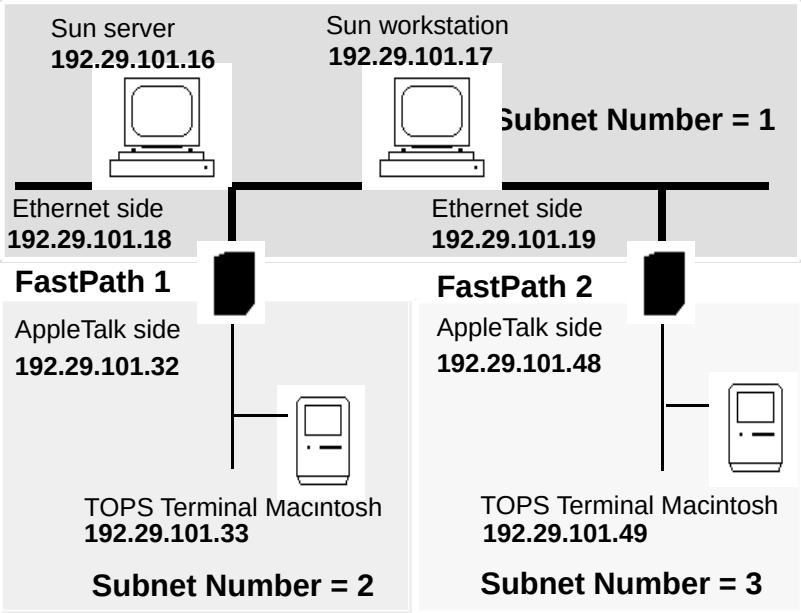 Sun server
192.29.101.16
Sun workstation
192.29.101.17
Subnet Number = 1
Ethernet side
192.29.101.18
Ethernet side
192.29.101.19
FastPath 1
AppleTalk side
192.29.101.32
TOPS Terminal Macintosh
192.29.101.33
Subnet Number = 2
FastPath 2
AppleTalk side
192.29.101.48
TOPS Terminal Macintosh
192.29.101.49
Subnet Number = 3